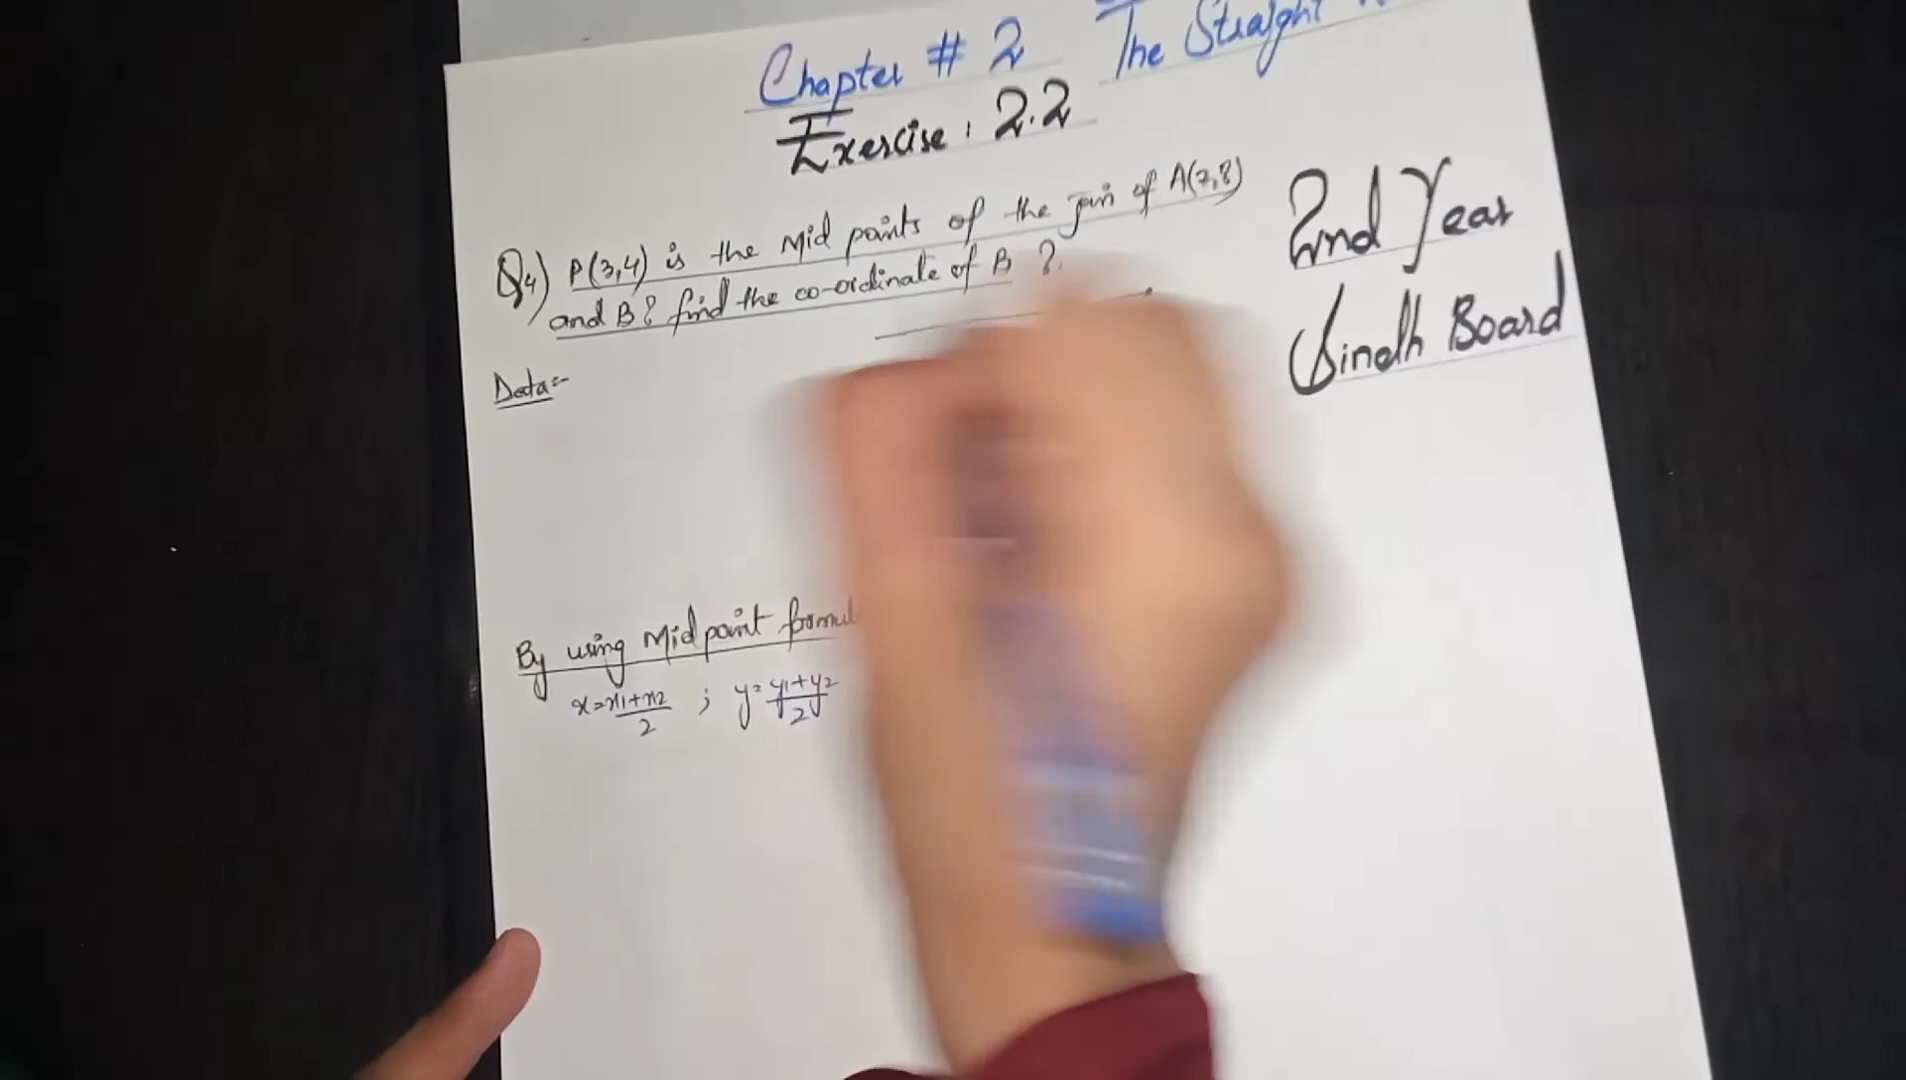 Chapter # 2 The Straight
Exercise: 2.2
Q4) P(3,4) is the Mid points of the join of A(7,8)
and B? find the co-ordinate of B ?
2nd Year
Sindh Board
Data:-
By using Mid point
x = x1+x2/2 ; y = y1+y2/2